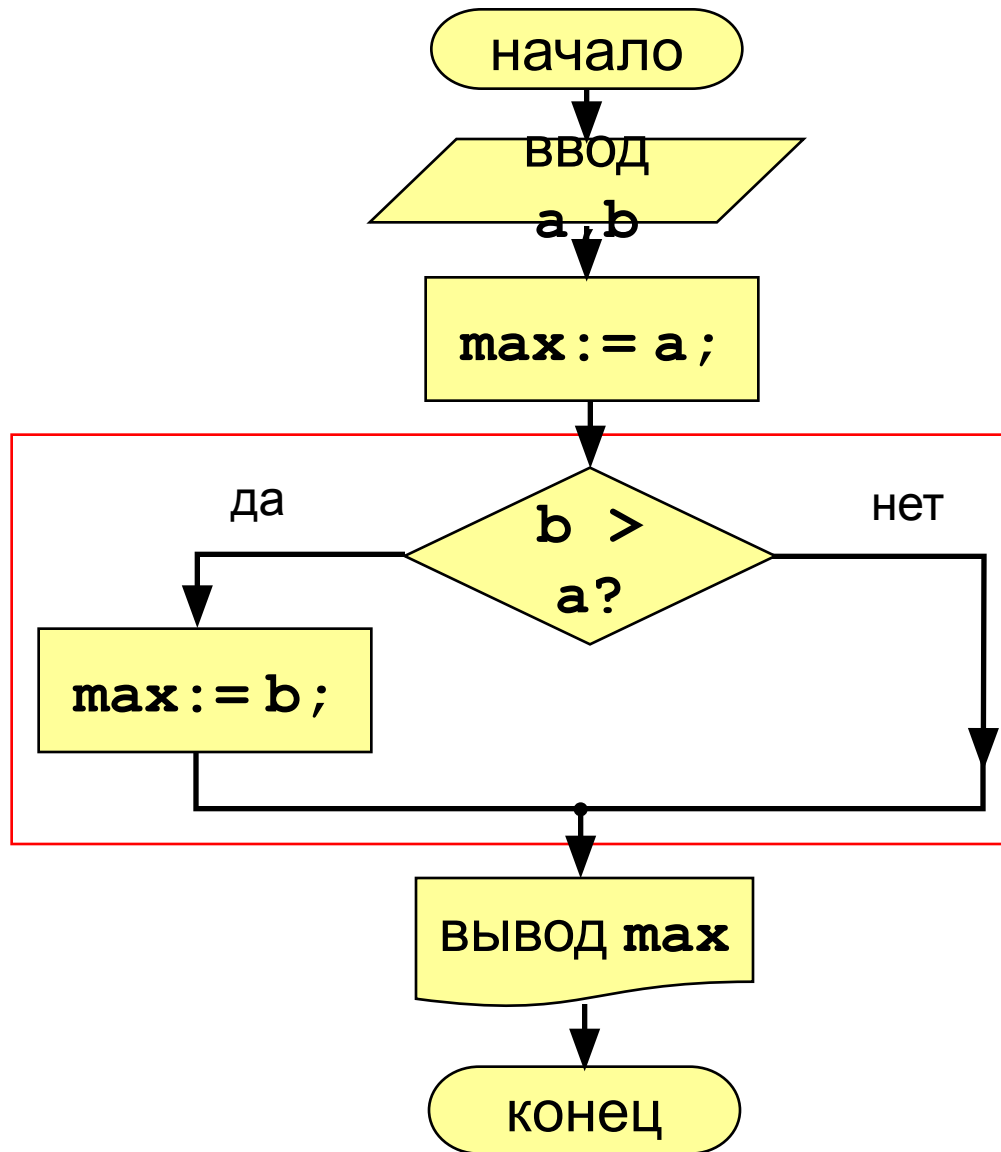 начало
ввод
a,b
max:= a;
да
нет
b >
a?
max:= b;
вывод max
конец